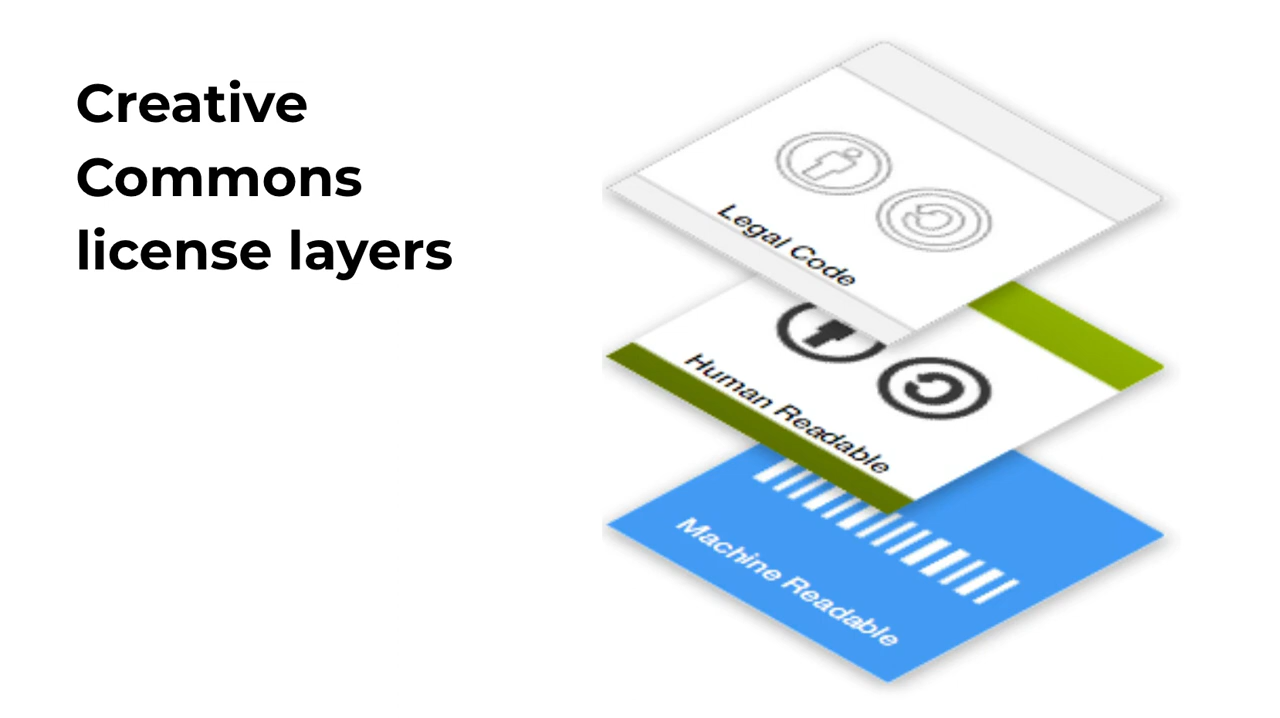 Creative
Commons
license layers
Legal Code
Human Readable
Machine Readable